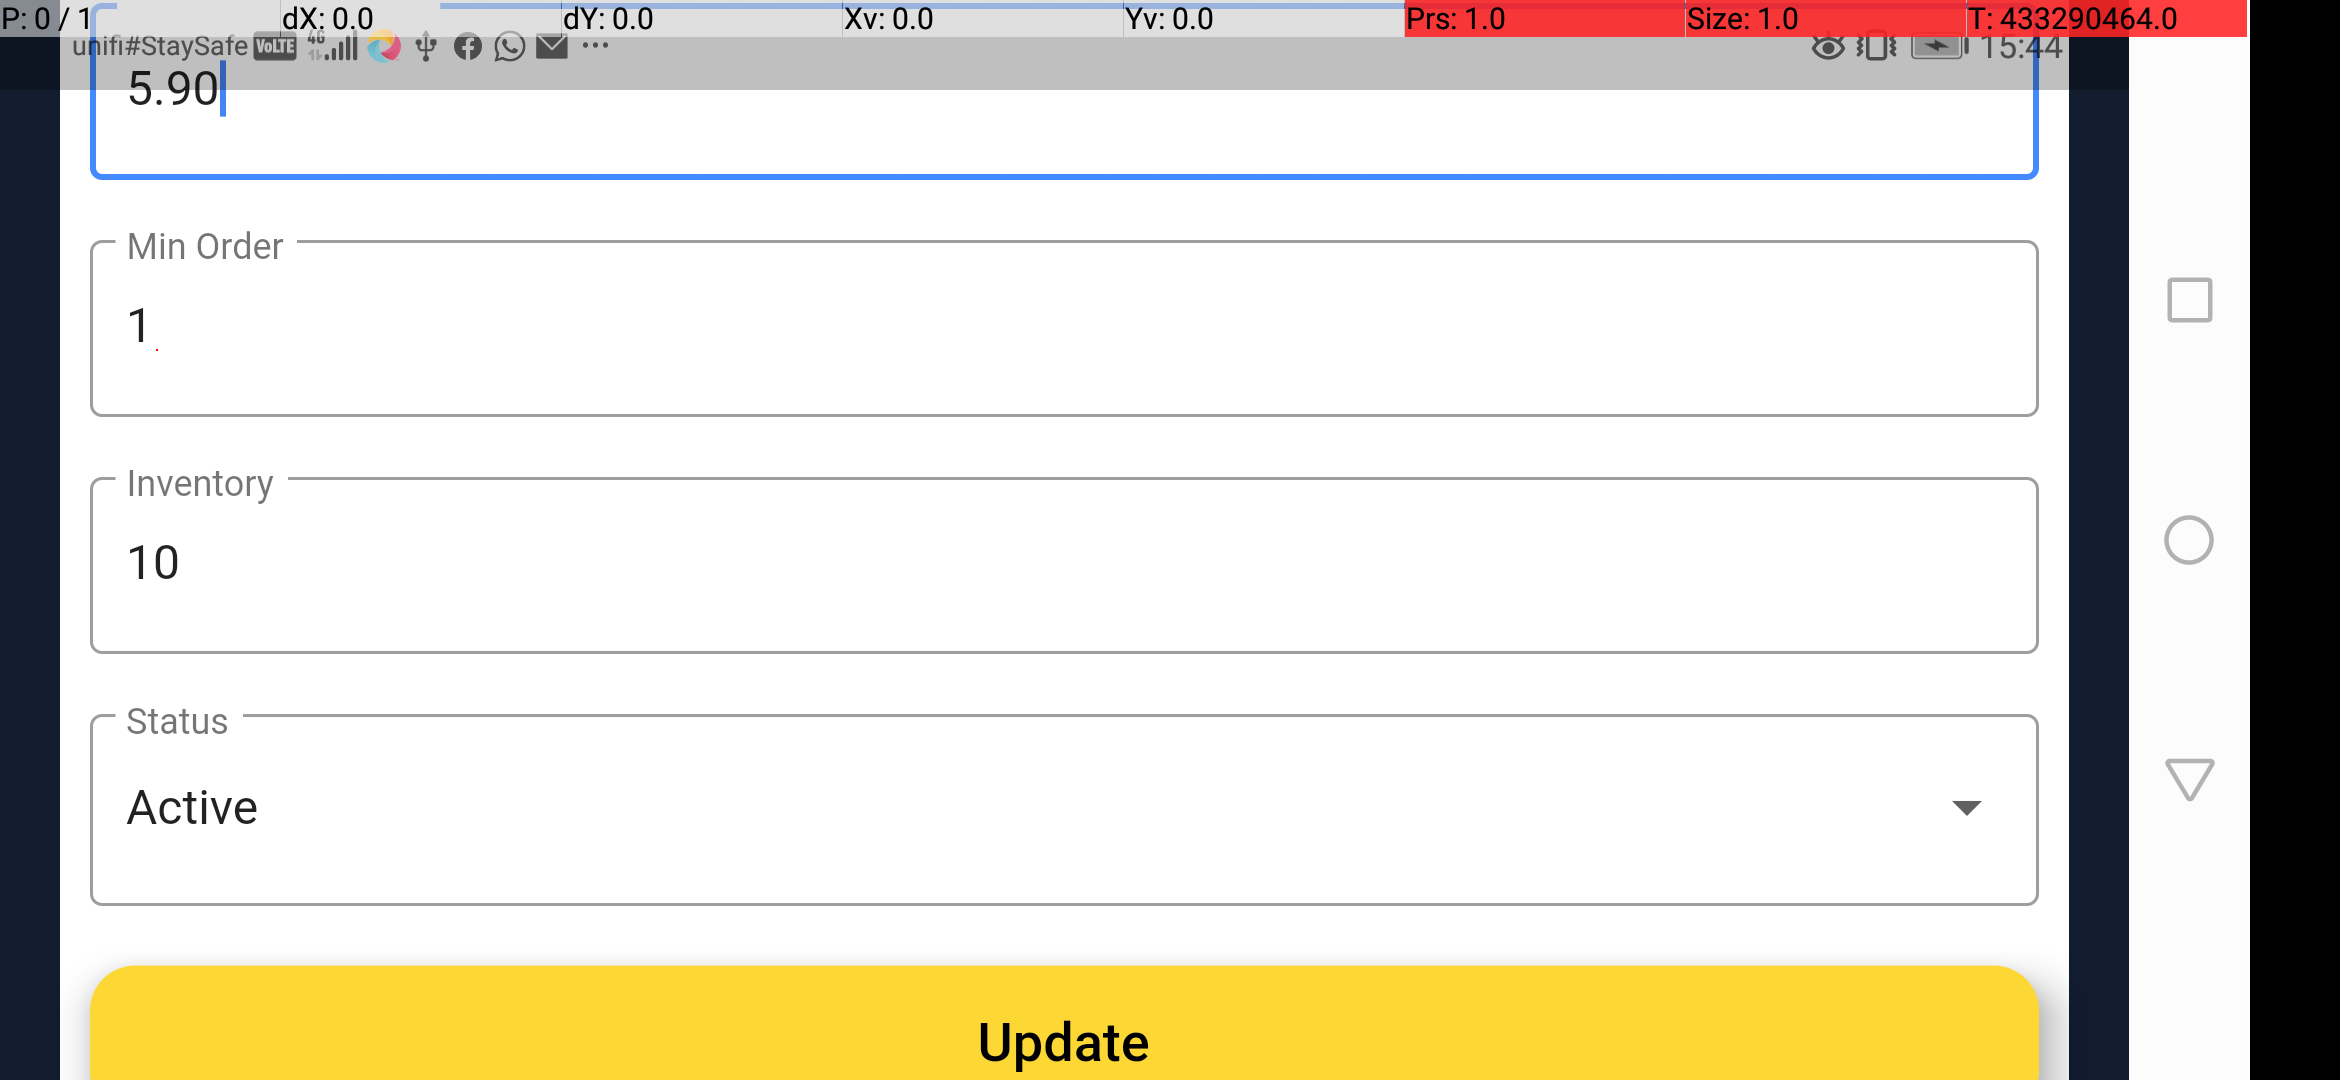 P: 0 / 1 dX: 0.0 dY: 0.0 Xv: 0.0 Yv: 0.0 Prs: 1.0 Size: 1.0 T: 433290464.0
unifi#StaySafe VoLTE 4G 15:44
5.90
Min Order
1
Inventory
10
Status
Active
Update